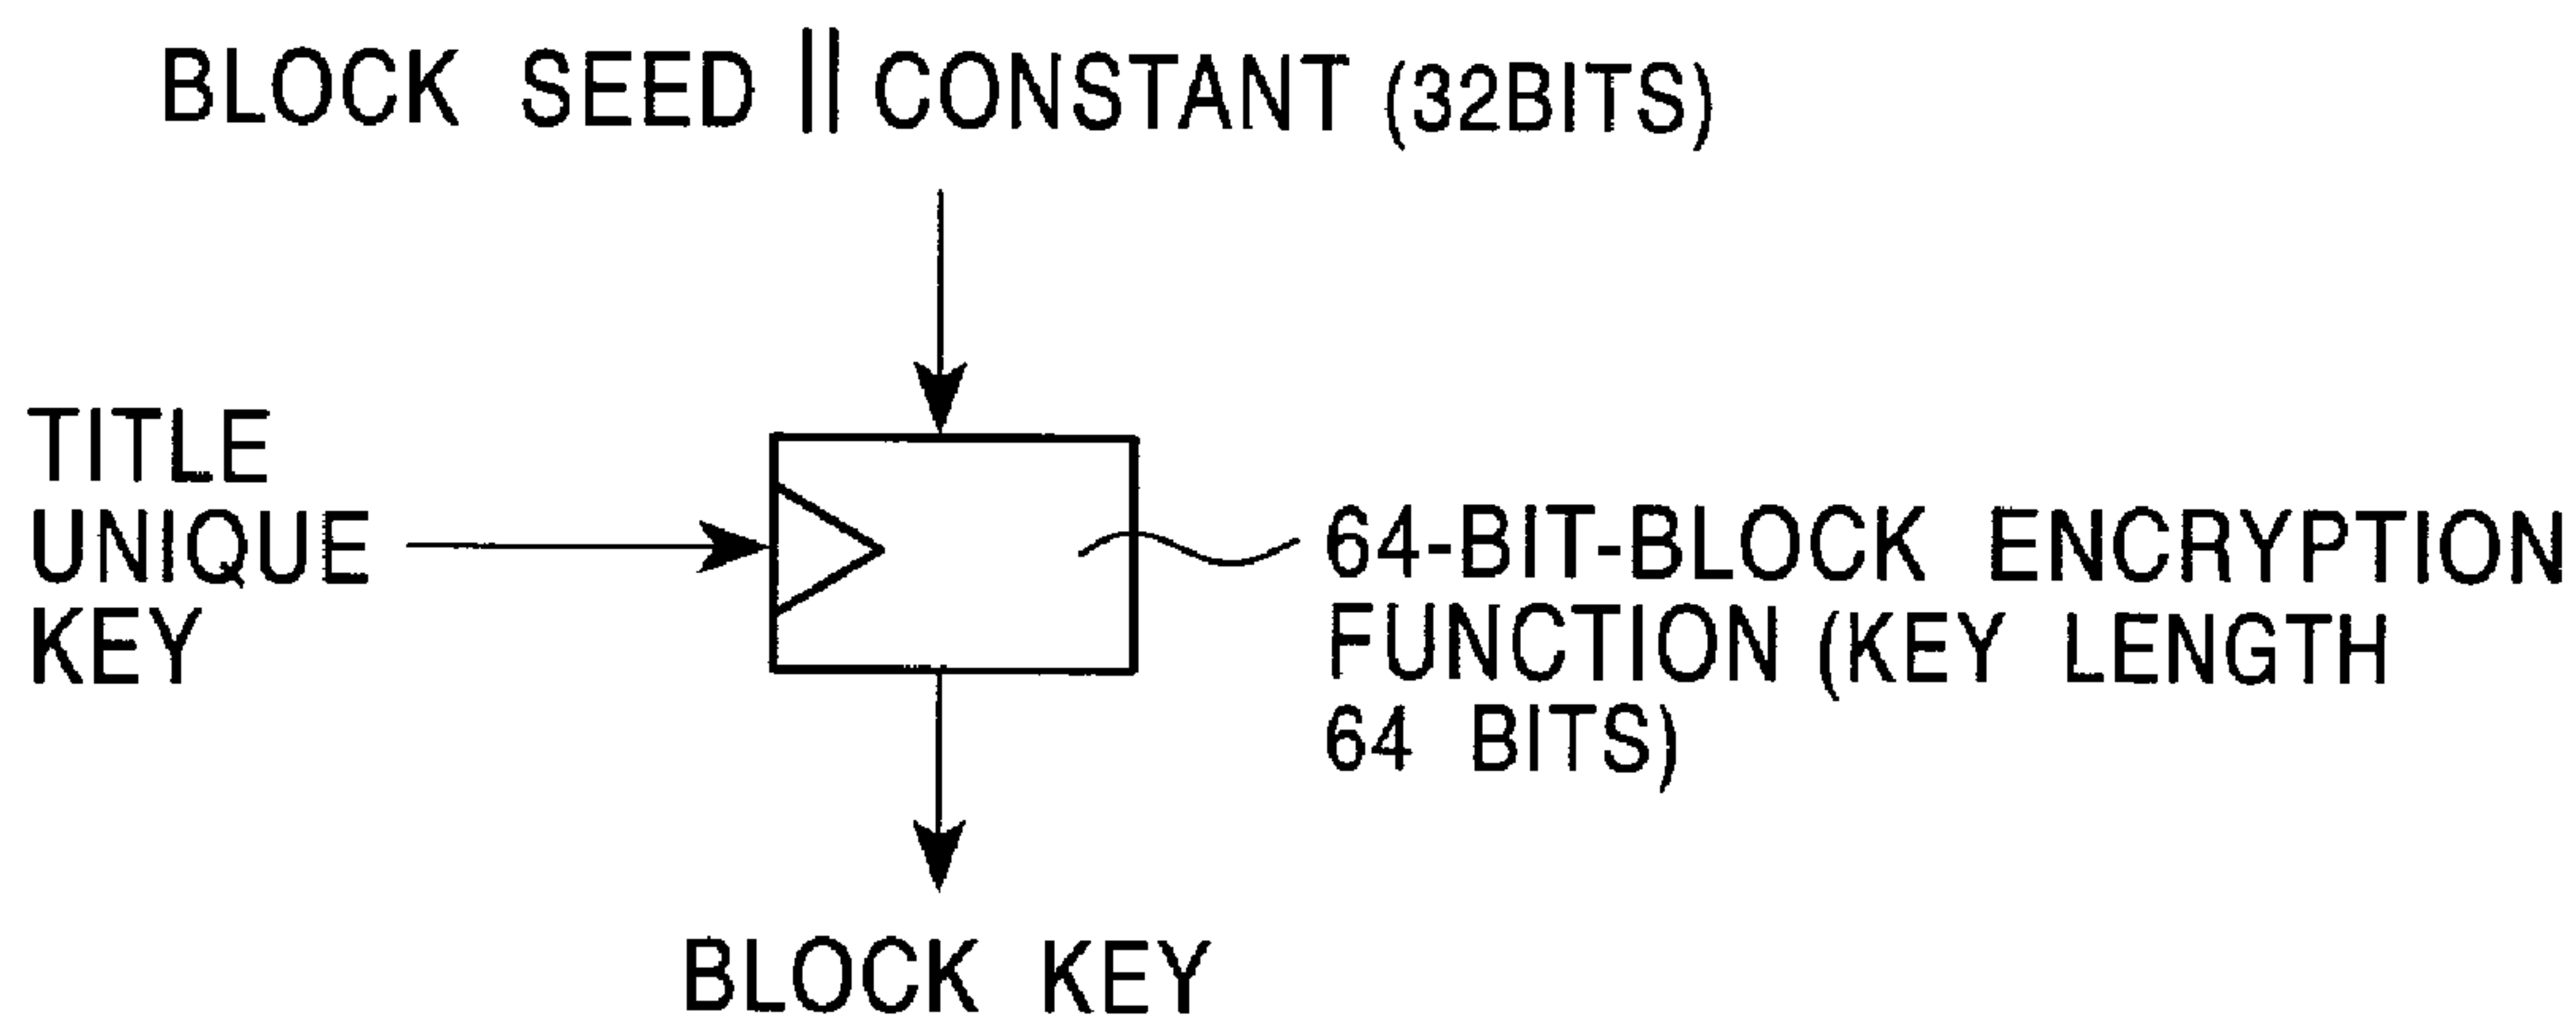 BLOCK SEED || CONSTANT (32BITS)
TITLE
UNIQUE
KEY
64-BIT-BLOCK ENCRYPTION
FUNCTION (KEY LENGTH
64 BITS)
BLOCK KEY